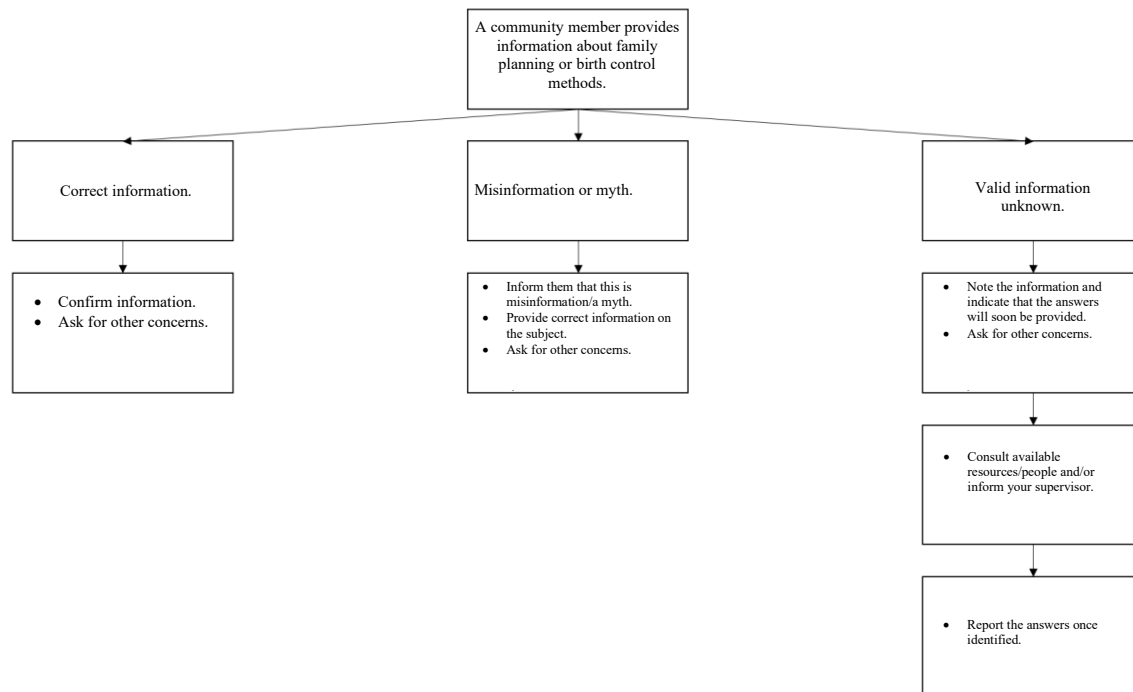 A community member provides
information about family
planning or birth control
methods.
Correct information.
Misinformation or myth.
Valid information
unknown.
• Confirm information.
• Ask for other concerns.
• Inform them that this is
misinformation/a myth.
• Provide correct information on
the subject.
• Ask for other concerns.
• Note the information and
indicate that the answers
will soon be provided.
• Ask for other concerns.
• Consult available
resources/people and/or
inform your supervisor.
• Report the answers once
identified.